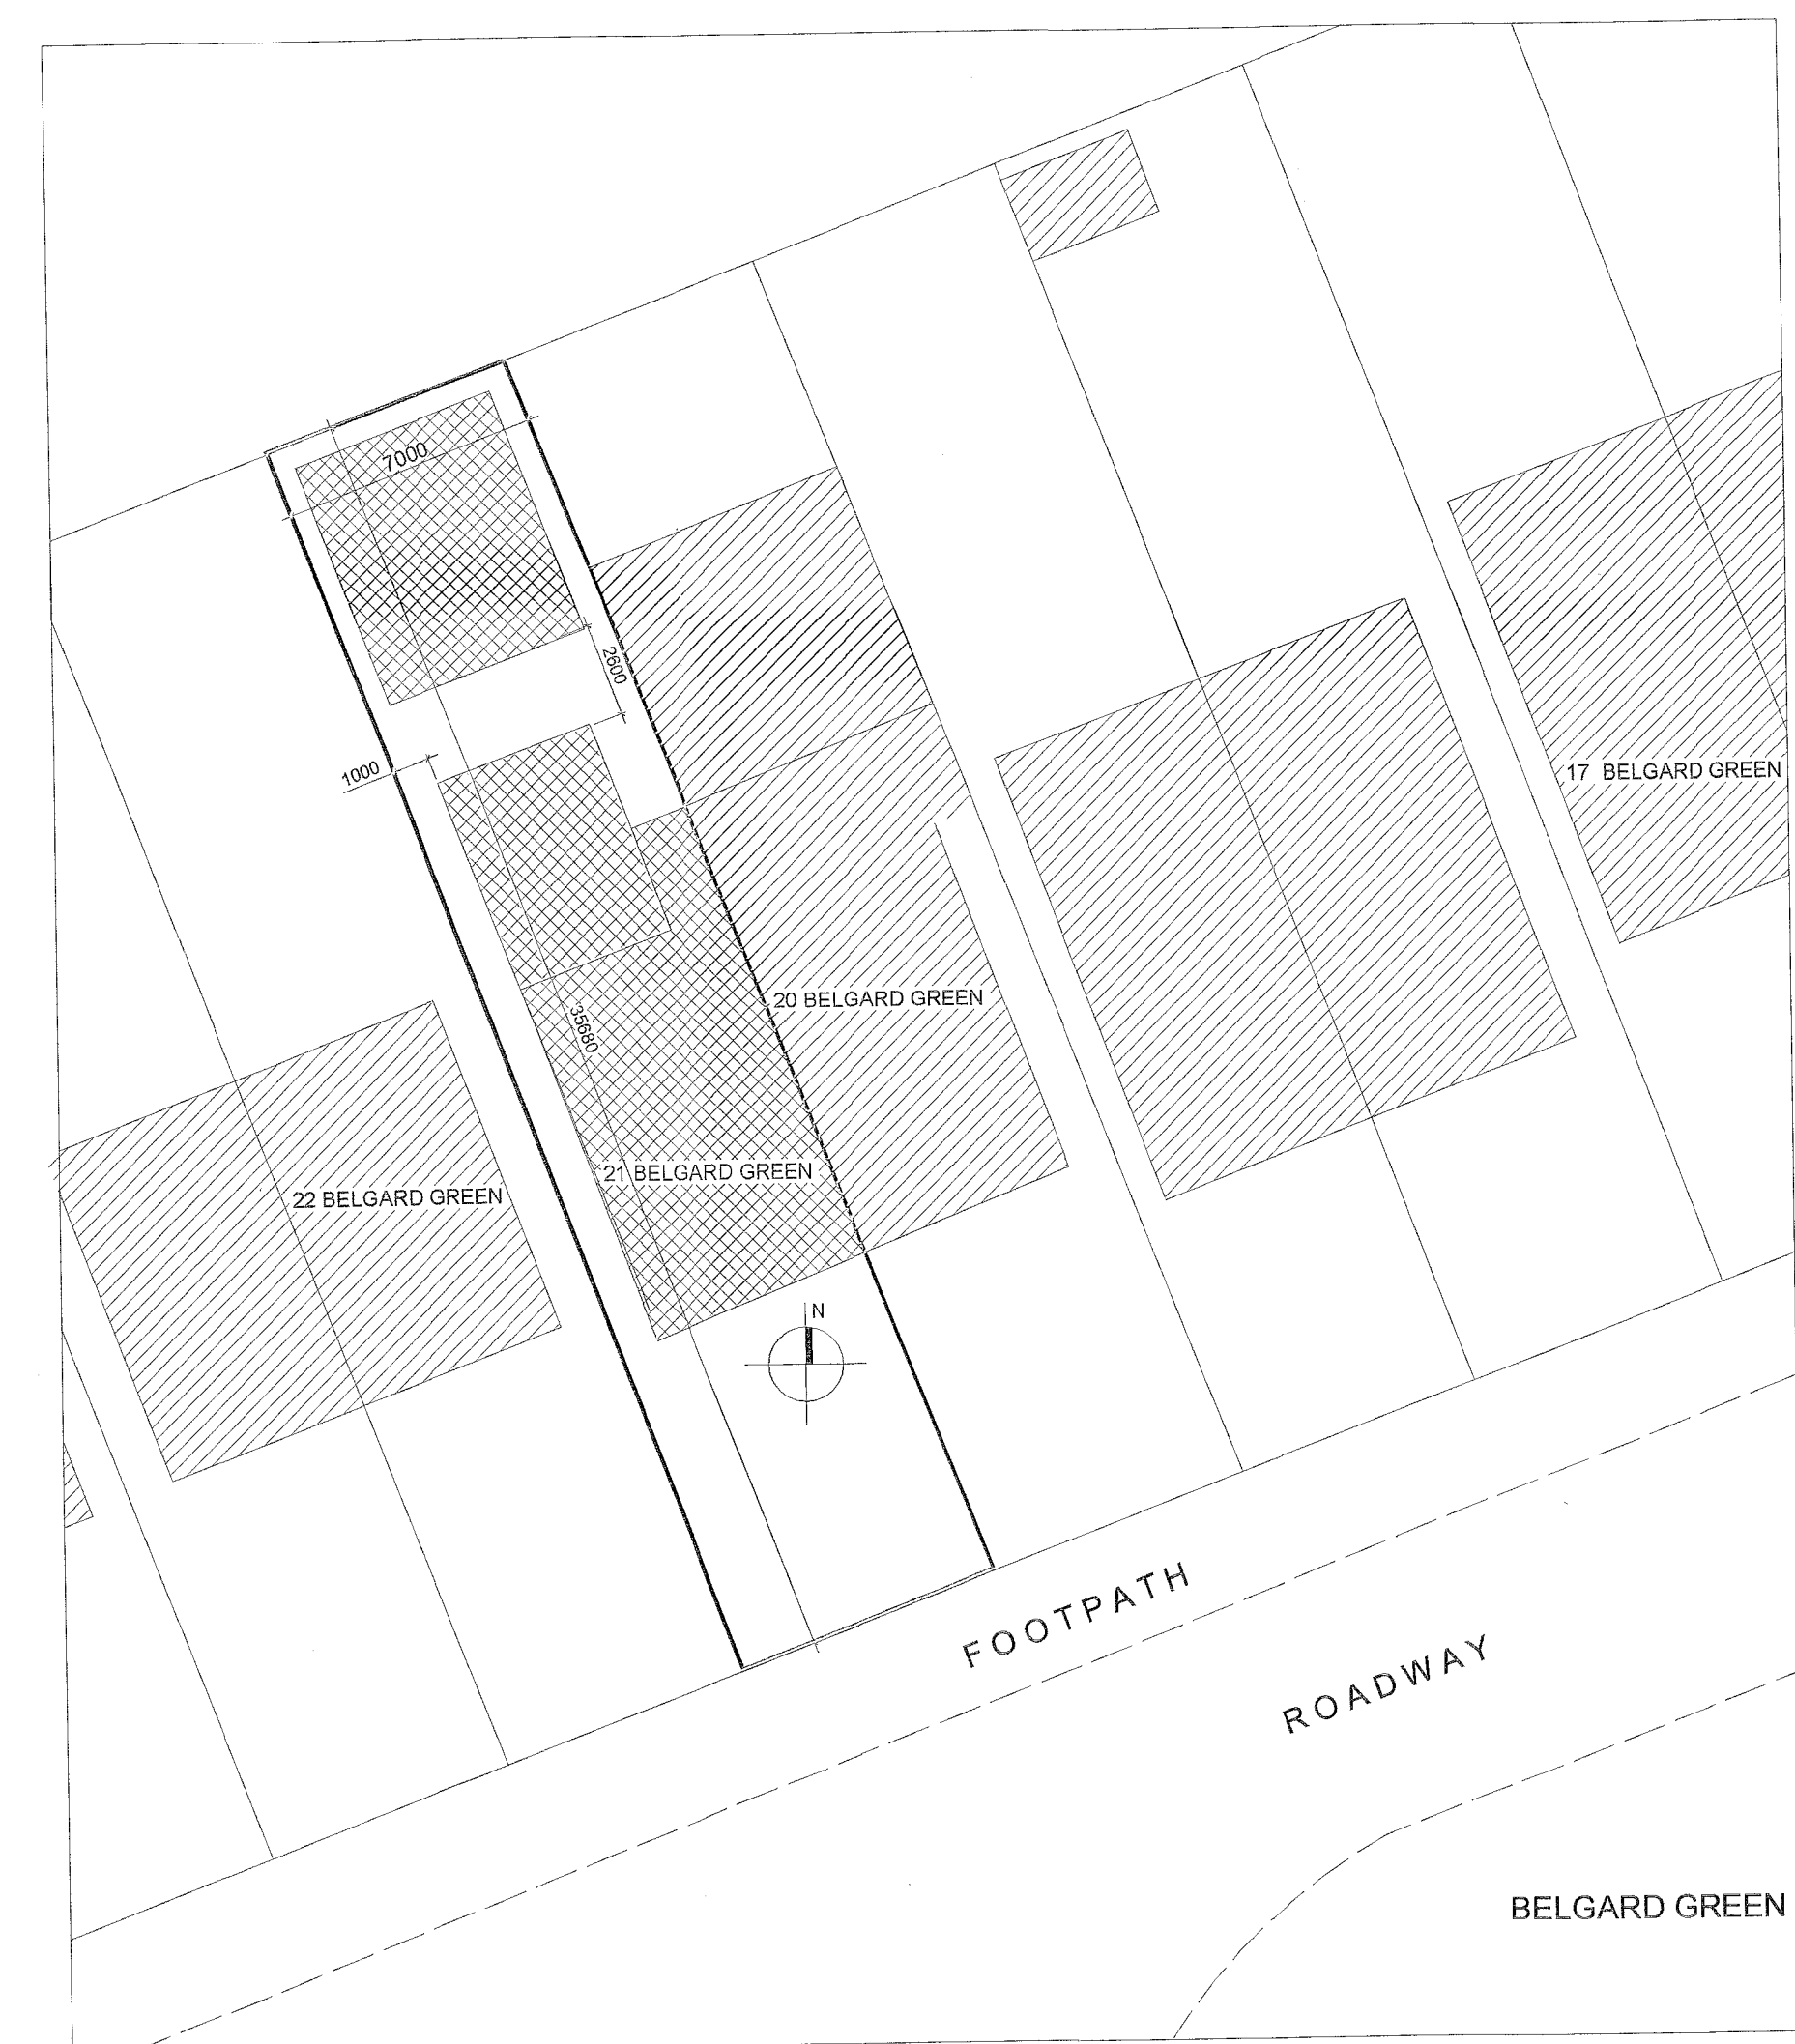 7000
2600
1000
17 BELGARD GREEN
20 BELGARD GREEN
35680
21 BELGARD GREEN
22 BELGARD GREEN
N
FOOTPATH
ROADWAY
BELGARD GREEN